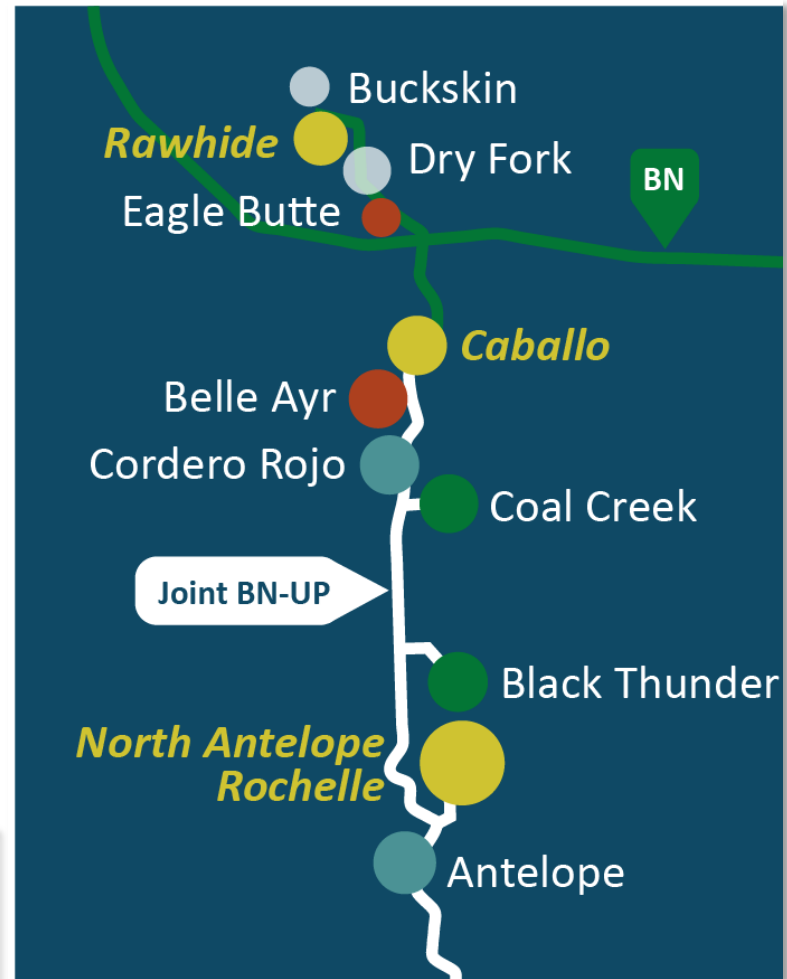 Buckskin
Rawhide
Dry Fork
BN
Eagle Butte
Caballo
Belle Ayr
Cordero Rojo
Coal Creek
Joint BN-UP
Black Thunder
North Antelope
Rochelle
Antelope